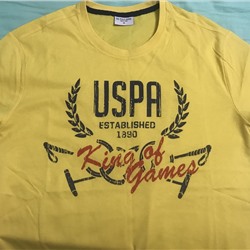 USPA
ESTABLISHED
1890
King of
Games